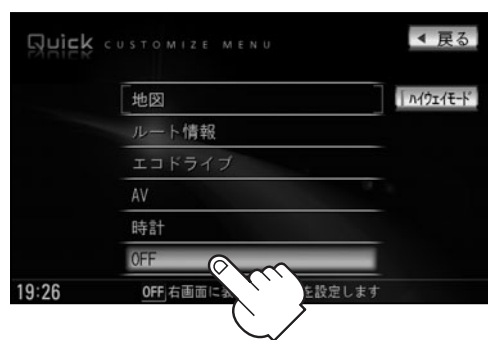 Quick CUSTOMIZE MENU
◀ 戻る
地図
ハイウェイモード
ルート情報
エコドライブ
AV
時計
OFF
19:26
OFF 右画面に を設定します